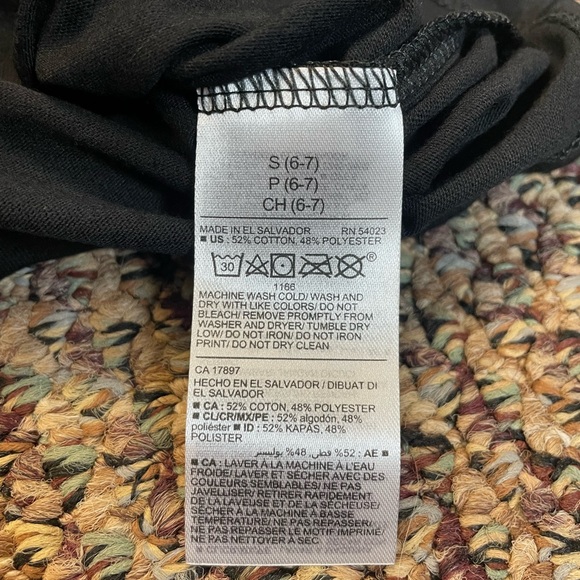 S (6-7)
P (6-7)
CH (6-7)
MADE IN EL SALVADOR RN 54023
■ US : 52% COTTON, 48% POLYESTER
30
®
1166
MACHINE WASH COLD/ WASH AND
DRY WITH LIKE COLORS/ DO NOT
BLEACH/ REMOVE PROMPTLY FROM
WASHER AND DRYER/ TUMBLE DRY
LOW/ DO NOT IRON/ DO NOT IRON
PRINT/ DO NOT DRY CLEAN
CA 17897
HECHO EN EL SALVADOR / DIBUAT DI
EL SALVADOR
■ CA : 52% COTON, 48% POLYESTER
■ CL/CR/MX/PE : 52% algodón, 48%
poliéster ■ ID : 52% KAPAS, 48%
POLISTER
■ AE : 52% قطن, 48% بوليستر
■ CA : LAVER À LA MACHINE À L'EAU
FROIDE/LAVER ET SÉCHER AVEC DES
COULEURS SEMBLABLES/ NE PAS
JAVELLISER/ RETIRER RAPIDEMENT
DE LA LAVEUSE ET DE LA SÉCHEUSE/
SÉCHER À LA MACHINE À BASSE
TEMPÉRATURE/ NE PAS REPASSER/
NE PAS REPASSER LE MOTIF IMPRIMÉ/
NE PAS NETTOYER À SEC